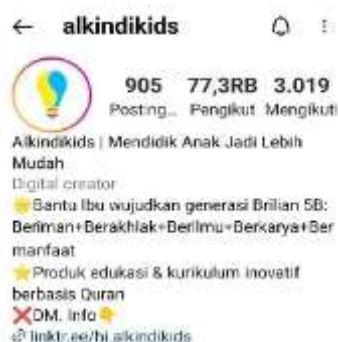 alkindikids
905 77,3RB 3.019
Posting... Pengikut Mengikuti
Alkindikids | Mendidik Anak Jadi Lebih
Mudah
Digital creator
🌟Bantu Ibu wujudkan generasi Brilian 5B:
Beriman+Berakhlak+Berilmu+Berkarya+Ber
manfaat
⭐Produk edukasi & kurikulum inovatif
berbasis Quran
❌DM. Info👇
linktr.ee/hi.alkindikids